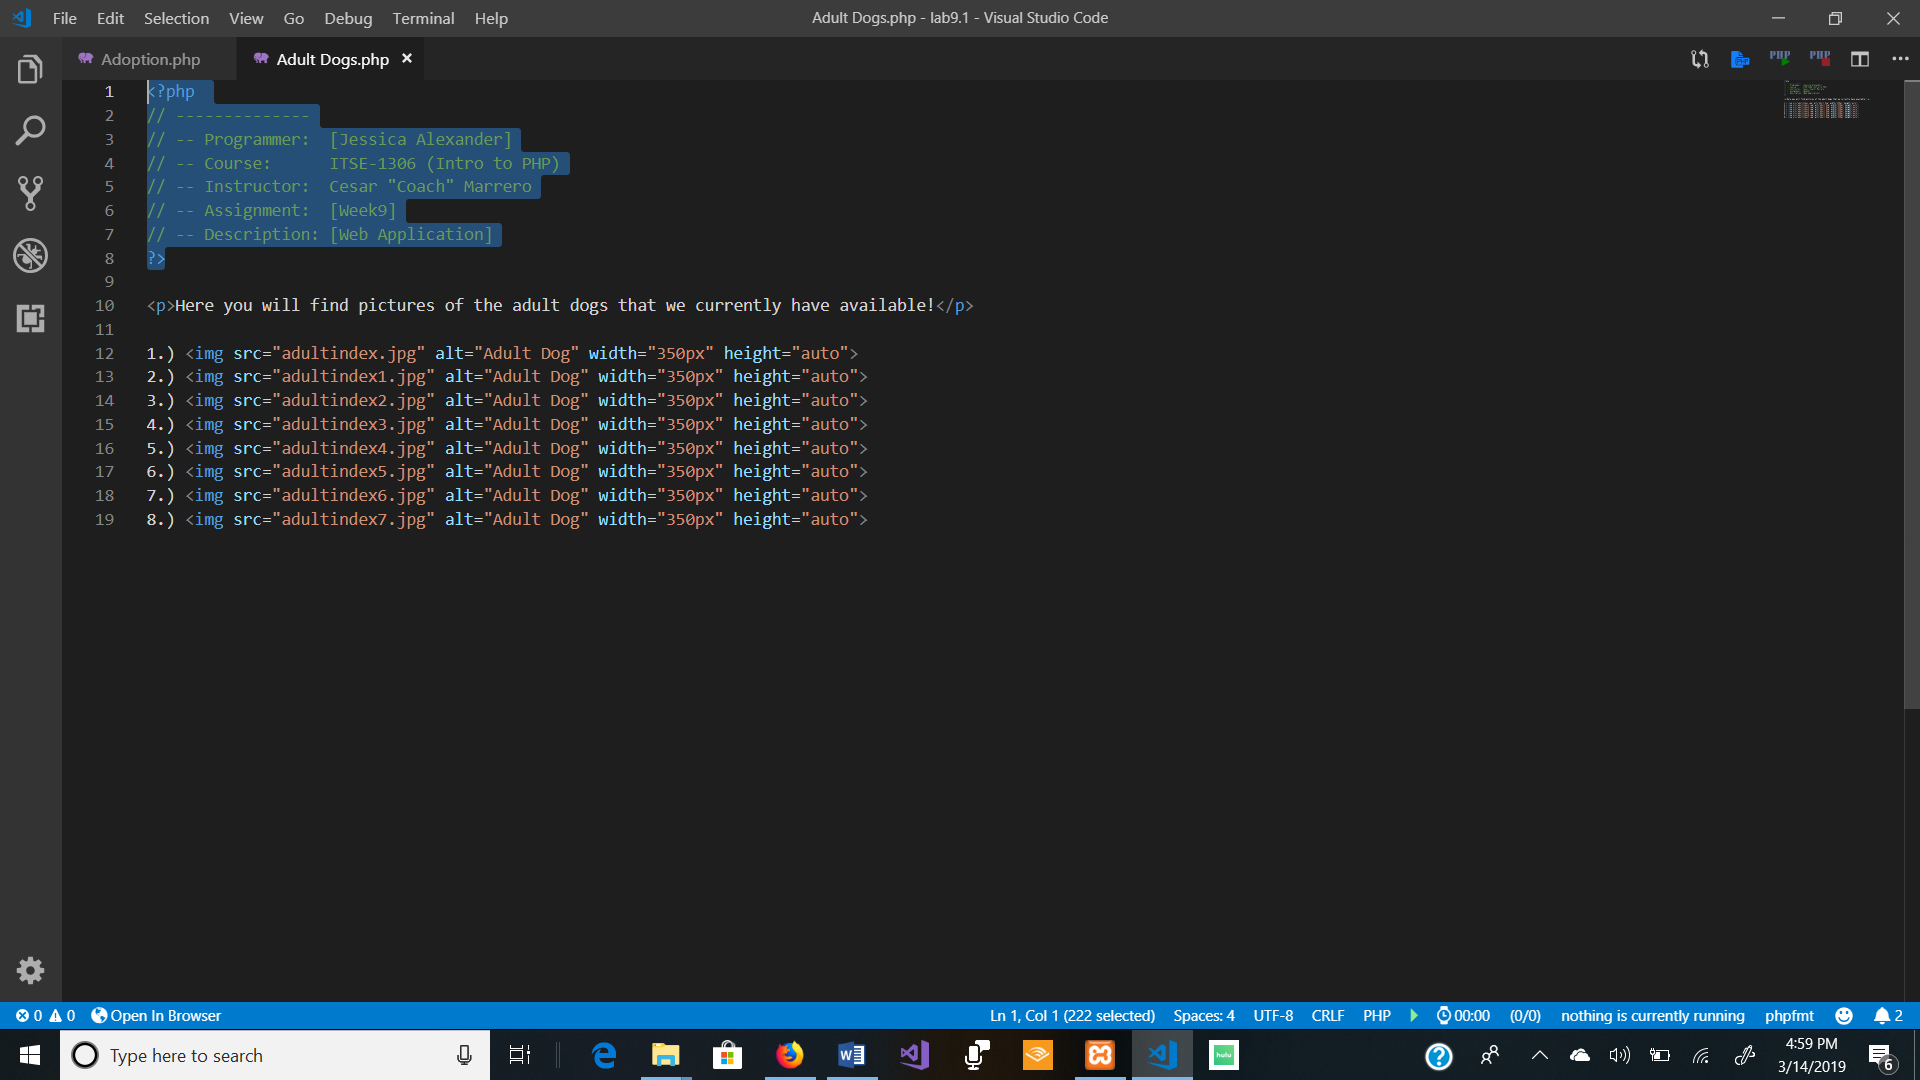 File Edit Selection View Go Debug Terminal Help
Adult Dogs.php - lab9.1 - Visual Studio Code
Adoption.php
Adult Dogs.php
PHP
PHP
1 <?php
2 // --------------
3 // -- Programmer:  [Jessica Alexander]
4 // -- Course:      ITSE-1306 (Intro to PHP)
5 // -- Instructor:  Cesar "Coach" Marrero
6 // -- Assignment:  [Week9]
7 // -- Description: [Web Application]
8 ?>
9
10 <p>Here you will find pictures of the adult dogs that we currently have available!</p>
11
12 1.) <img src="adultindex.jpg" alt="Adult Dog" width="350px" height="auto">
13 2.) <img src="adultindex1.jpg" alt="Adult Dog" width="350px" height="auto">
14 3.) <img src="adultindex2.jpg" alt="Adult Dog" width="350px" height="auto">
15 4.) <img src="adultindex3.jpg" alt="Adult Dog" width="350px" height="auto">
16 5.) <img src="adultindex4.jpg" alt="Adult Dog" width="350px" height="auto">
17 6.) <img src="adultindex5.jpg" alt="Adult Dog" width="350px" height="auto">
18 7.) <img src="adultindex6.jpg" alt="Adult Dog" width="350px" height="auto">
19 8.) <img src="adultindex7.jpg" alt="Adult Dog" width="350px" height="auto">
0 0 Open In Browser
Ln 1, Col 1 (222 selected) Spaces: 4 UTF-8 CRLF PHP 00:00 (0/0) nothing is currently running phpfmt 2
Type here to search
hulu
4:59 PM
3/14/2019
6